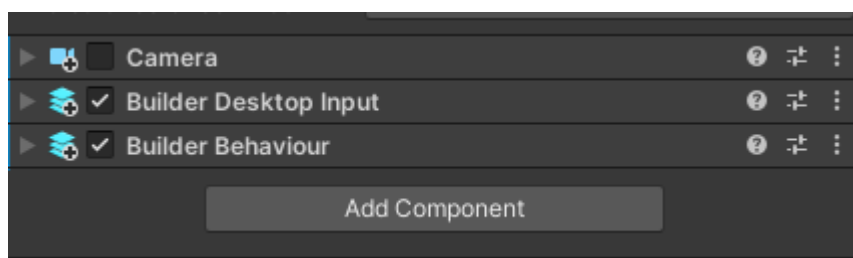 Camera
Builder Desktop Input
Builder Behaviour
Add Component